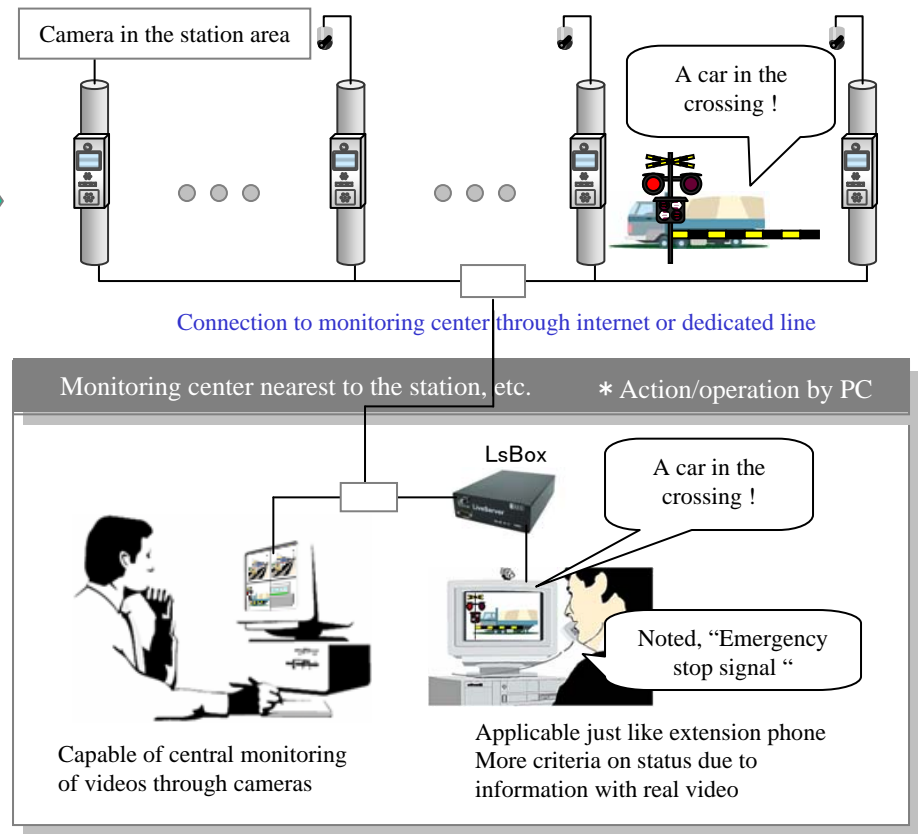 Camera in the station area
A car in the
crossing !
Connection to monitoring center through internet or dedicated line
Monitoring center nearest to the station, etc.
* Action/operation by PC
LsBox
LiveServer
A car in the
crossing !
Noted, “Emergency
stop signal “
Capable of central monitoring
of videos through cameras
Applicable just like extension phone
More criteria on status due to
information with real video